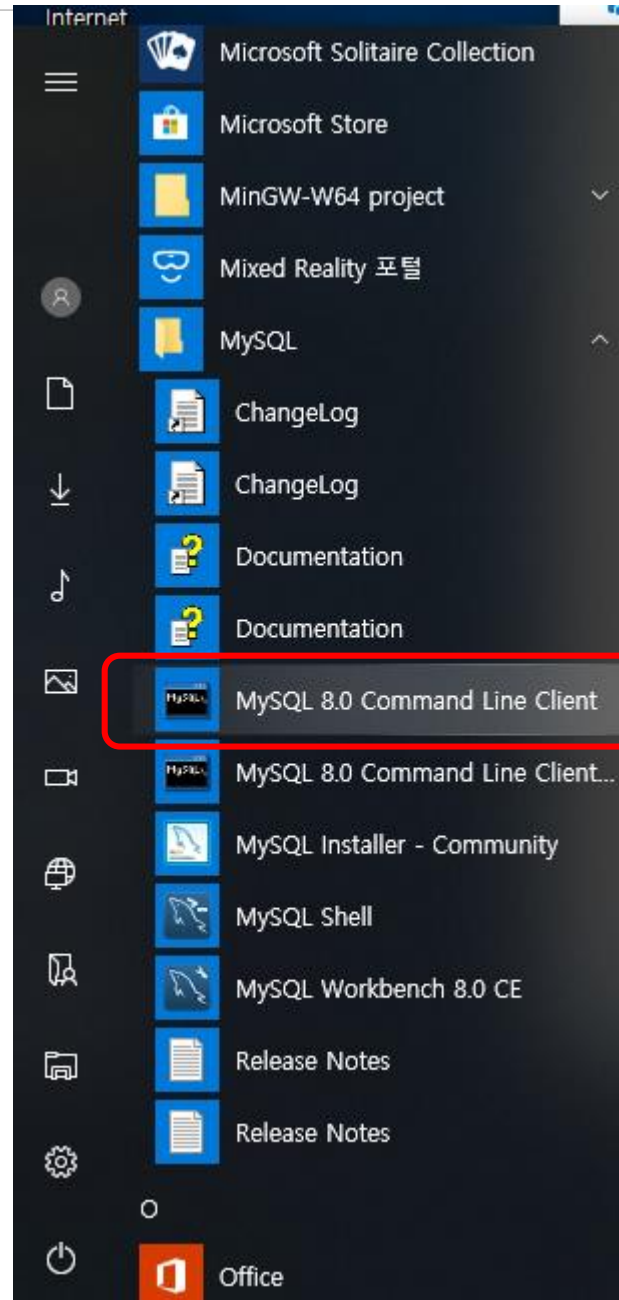 Internet
Microsoft Solitaire Collection
Microsoft Store
MinGW-W64 project
Mixed Reality 포털
MySQL
ChangeLog
ChangeLog
Documentation
Documentation
MySQL 8.0 Command Line Client
MySQL 8.0 Command Line Client...
MySQL Installer - Community
MySQL Shell
MySQL Workbench 8.0 CE
Release Notes
Release Notes
O
Office